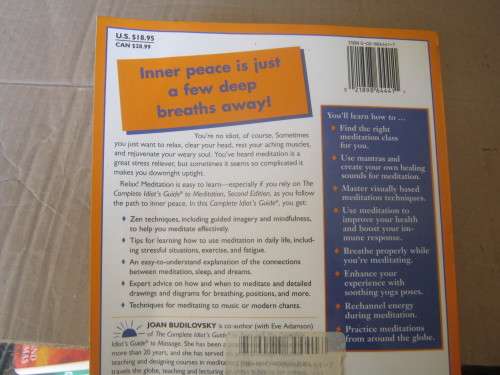 U.S. $18.95
CAN $28.99
Inner peace is just
a few deep
breaths away!
You're no idiot, of course. Sometimes
you just want to relax, clear your head, rest your aching muscles,
and rejuvenate your weary soul. You've heard meditation is a
great stress reliever, but sometimes it seems so complicated it
makes you downright uptight.
Relax! Meditation is easy to learn—especially if you rely on The
Complete Idiot's Guide® to Meditation, Second Edition, as you follow
the path to inner peace. In this Complete Idiot's Guide®, you get:
♦ Zen techniques, including guided imagery and mindfulness,
to help you meditate effectively.
♦ Tips for learning how to use meditation in daily life, includ-
ing stressful situations, exercise, and fatigue.
♦ An easy-to-understand explanation of the connections
between meditation, sleep, and dreams.
♦ Expert advice on how and when to meditate and detailed
drawings and diagrams for breathing, positions, and more.
♦ Techniques for meditating to music or modern chants.
JOAN BUDILOVSKY is co-author (with Eve Adamson)
of The Complete Idiot's Guide
Idiot's Guide® to Massage. She has been a
more than 20 years, and she has served
teaching and designing courses in meditation
travels the globe, teaching and lecturing
You'll learn how to ...
♦ Find the right
meditation class
for you.
♦ Use mantras and
create your own healing
sounds for meditation.
♦ Master visually based
meditation techniques.
♦ Use meditation to
improve your health
and boost your im-
mune response.
♦ Breathe properly while
you're meditating.
♦ Enhance your
experience with
soothing yoga poses.
♦ Rechannel energy
during meditation.
♦ Practice meditations
from around the globe.